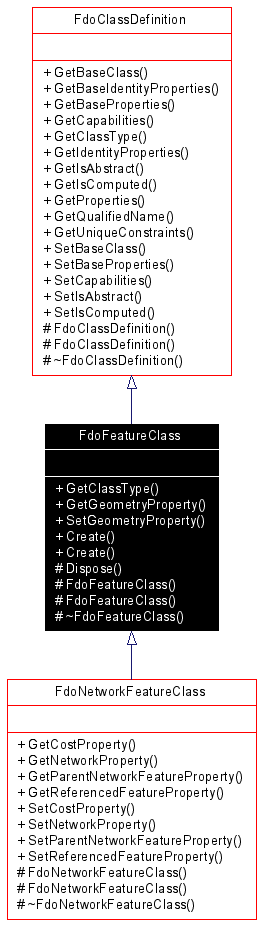 FdoClassDefinition
+ GetBaseClass()
+ GetBaseIdentityProperties()
+ GetBaseProperties()
+ GetCapabilities()
+ GetClassType()
+ GetIdentityProperties()
+ GetIsAbstract()
+ GetIsComputed()
+ GetProperties()
+ GetQualifiedName()
+ GetUniqueConstraints()
+ SetBaseClass()
+ SetBaseProperties()
+ SetCapabilities()
+ SetIsAbstract()
+ SetIsComputed()
# FdoClassDefinition()
# FdoClassDefinition()
# ~FdoClassDefinition()
FdoFeatureClass
+ GetClassType()
+ GetGeometryProperty()
+ SetGeometryProperty()
+ Create()
+ Create()
# Dispose()
# FdoFeatureClass()
# FdoFeatureClass()
# ~FdoFeatureClass()
FdoNetworkFeatureClass
+ GetCostProperty()
+ GetNetworkProperty()
+ GetParentNetworkFeatureProperty()
+ GetReferencedFeatureProperty()
+ SetCostProperty()
+ SetNetworkProperty()
+ SetParentNetworkFeatureProperty()
+ SetReferencedFeatureProperty()
# FdoNetworkFeatureClass()
# FdoNetworkFeatureClass()
# ~FdoNetworkFeatureClass()